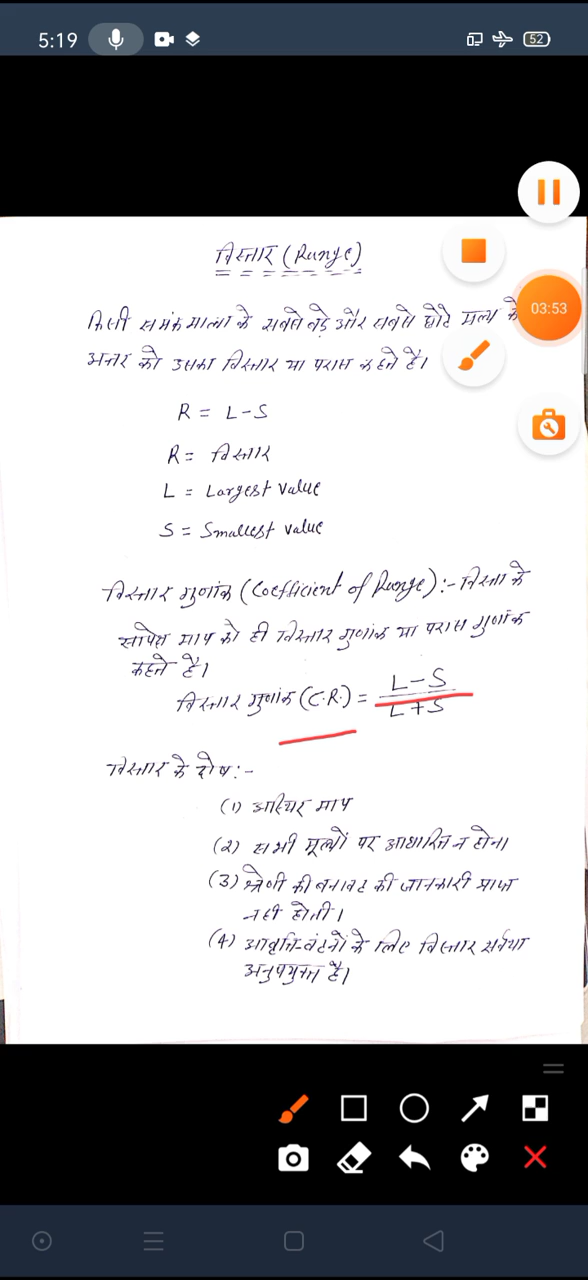 5:19
52
03:53
विस्तार (Range)
किसी समंक माला के सबसे बड़े और सबसे छोटे मूल्य के
अन्तर को उसका विस्तार या परास कहते है।
R = L-S
R = विस्तार
L = Largest Value
S = Smallest value
विस्तार गुणांक (Coefficient of Range) :- विस्ता के
सापेक्ष माप को ही विस्तार गुणांक या परास गुणांक
कहते है।
विस्तार गुणांक (C.R.) = L-S / L+S
विस्तार के दोष :-
(1) अस्थिर माप
(2) सभी मूल्यों पर आधारित न होना
(3) श्रेणी की बनावट की जानकारी प्राप्त
नही होती।
(4) आवृत्ति-वंटनों के लिए विस्तार सर्वथा
अनुपयुक्त है।